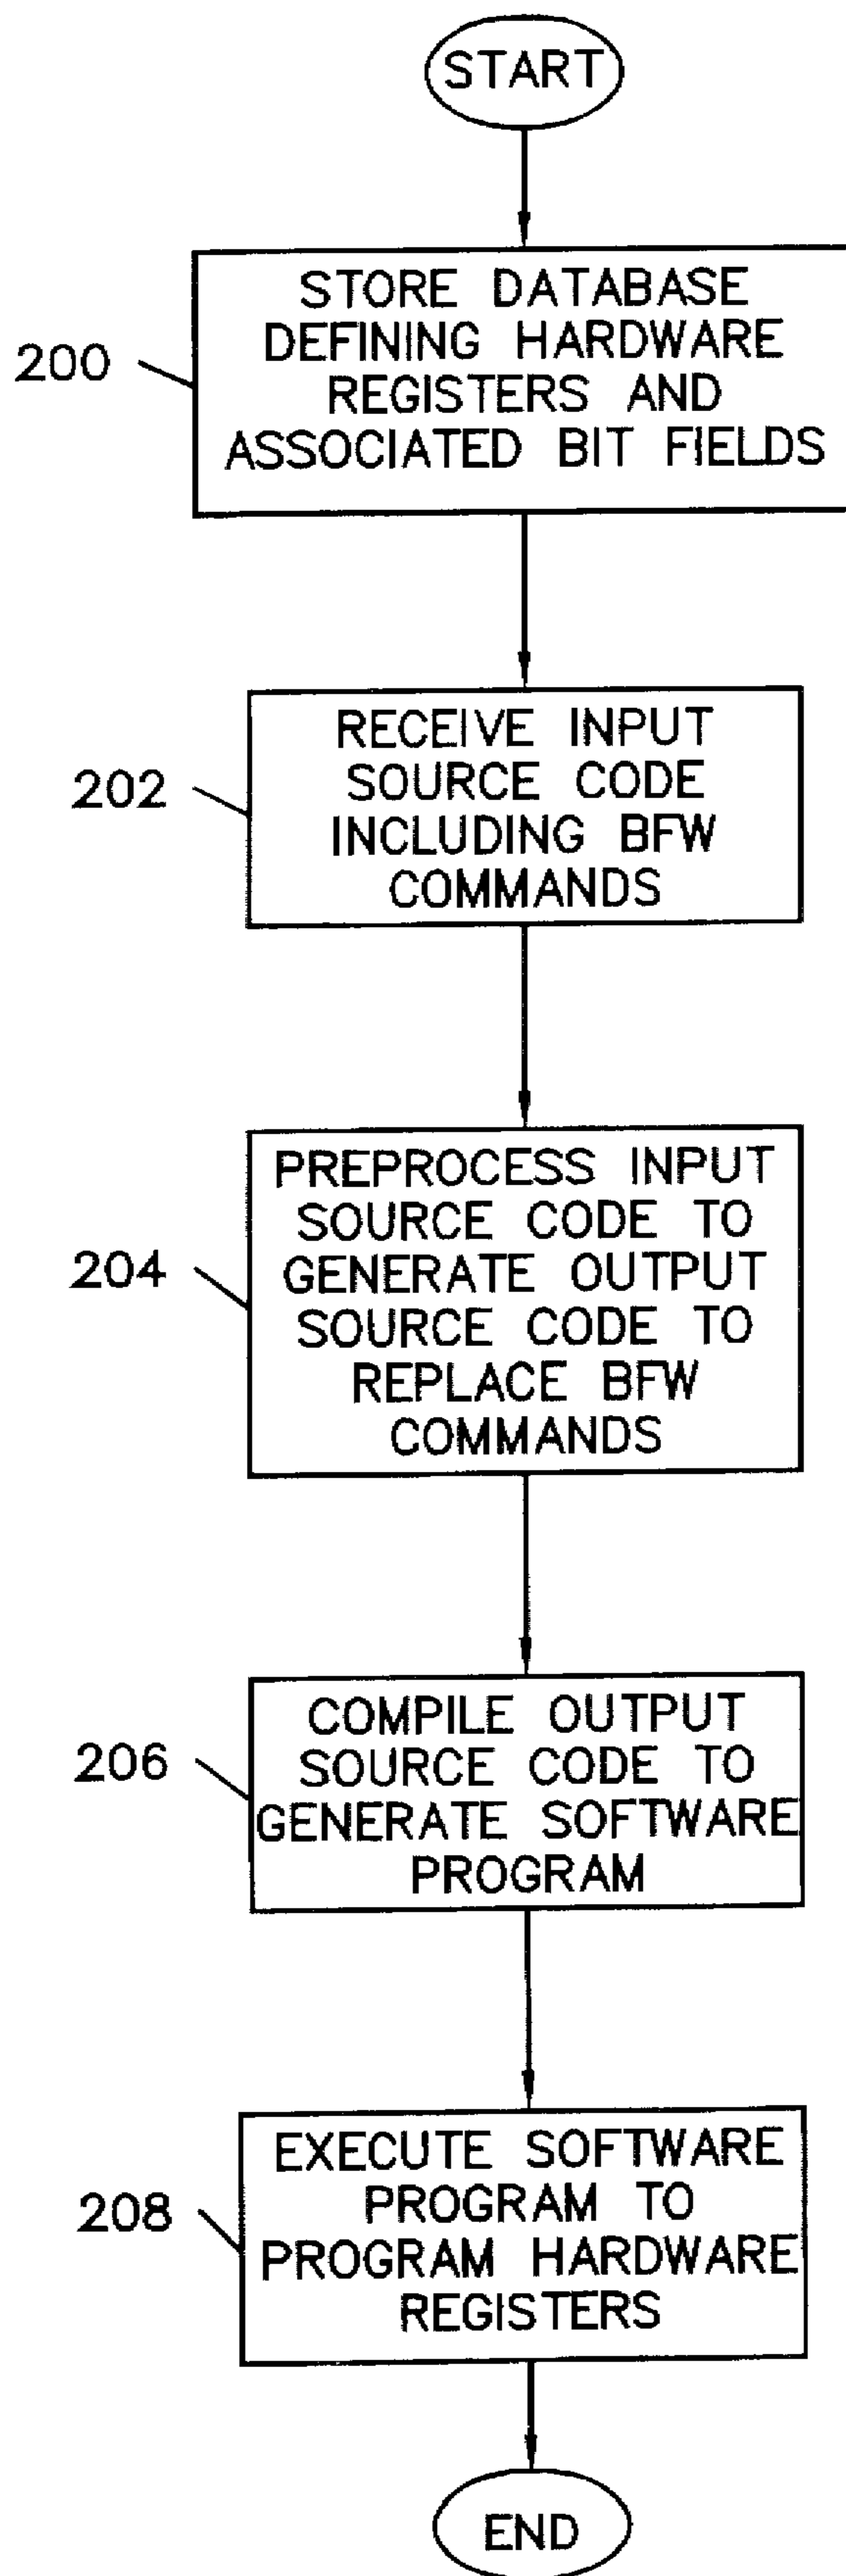 START
200
STORE DATABASE
DEFINING HARDWARE
REGISTERS AND
ASSOCIATED BIT FIELDS
202
RECEIVE INPUT
SOURCE CODE
INCLUDING BFW
COMMANDS
204
PREPROCESS INPUT
SOURCE CODE TO
GENERATE OUTPUT
SOURCE CODE TO
REPLACE BFW
COMMANDS
206
COMPILE OUTPUT
SOURCE CODE TO
GENERATE SOFTWARE
PROGRAM
208
EXECUTE SOFTWARE
PROGRAM TO
PROGRAM HARDWARE
REGISTERS
END